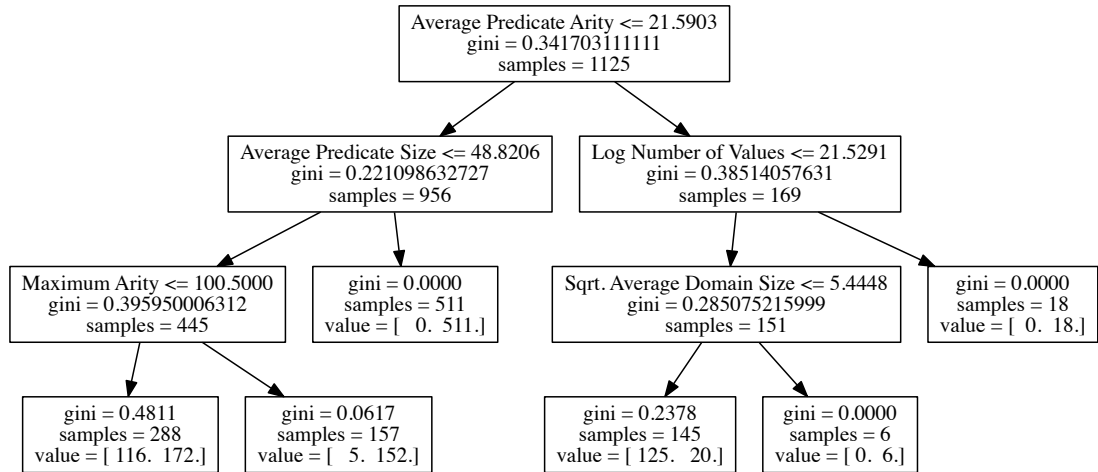 Average Predicate Arity <= 21.5903
gini = 0.341703111111
samples = 1125
Average Predicate Size <= 48.8206
gini = 0.221098632727
samples = 956
Log Number of Values <= 21.5291
gini = 0.38514057631
samples = 169
Maximum Arity <= 100.5000
gini = 0.395950006312
samples = 445
gini = 0.0000
samples = 511
value = [   0.  511.]
Sqrt. Average Domain Size <= 5.4448
gini = 0.285075215999
samples = 151
gini = 0.0000
samples = 18
value = [  0.  18.]
gini = 0.4811
samples = 288
value = [ 116.  172.]
gini = 0.0617
samples = 157
value = [   5.  152.]
gini = 0.2378
samples = 145
value = [ 125.   20.]
gini = 0.0000
samples = 6
value = [ 0.  6.]